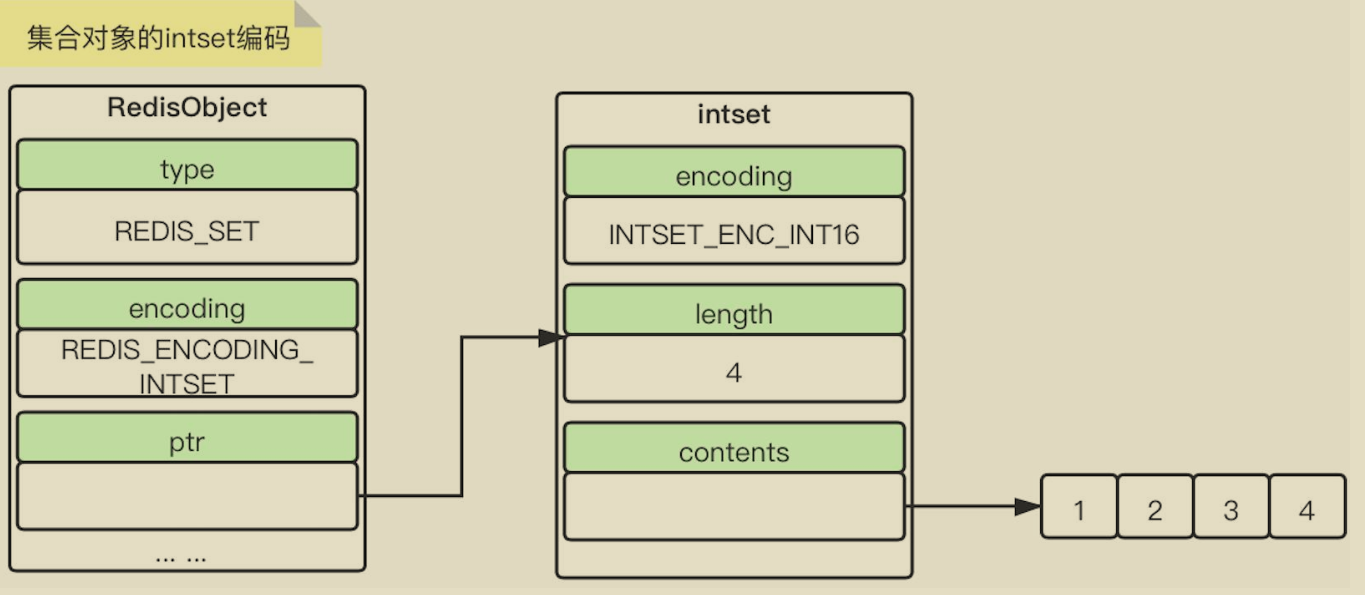 集合对象的intset编码
RedisObject
type
REDIS_SET
encoding
REDIS_ENCODING_
INTSET
ptr
... ...
intset
encoding
INTSET_ENC_INT16
length
4
contents
1 2 3 4